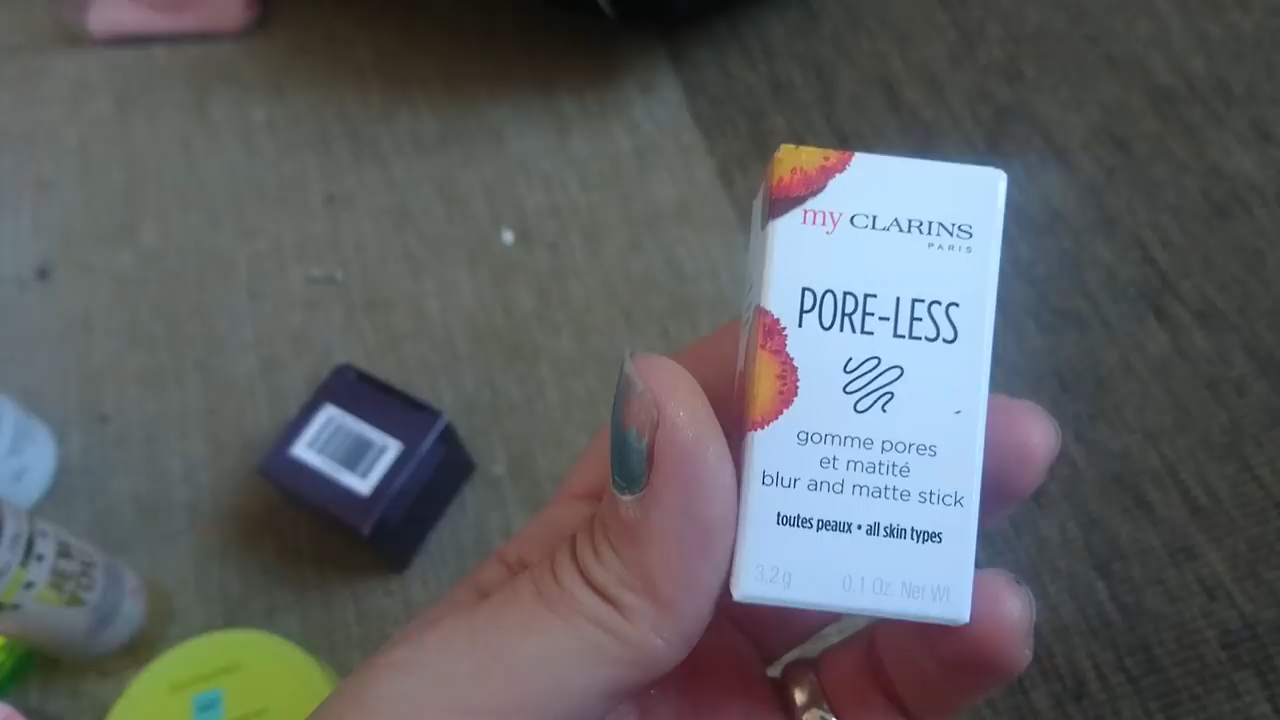 my CLARINS
PARIS
PORE-LESS
gomme pores
et matité
blur and matte stick
toutes peaux • all skin types
3,2 g 0.1 Oz. Net Wt.